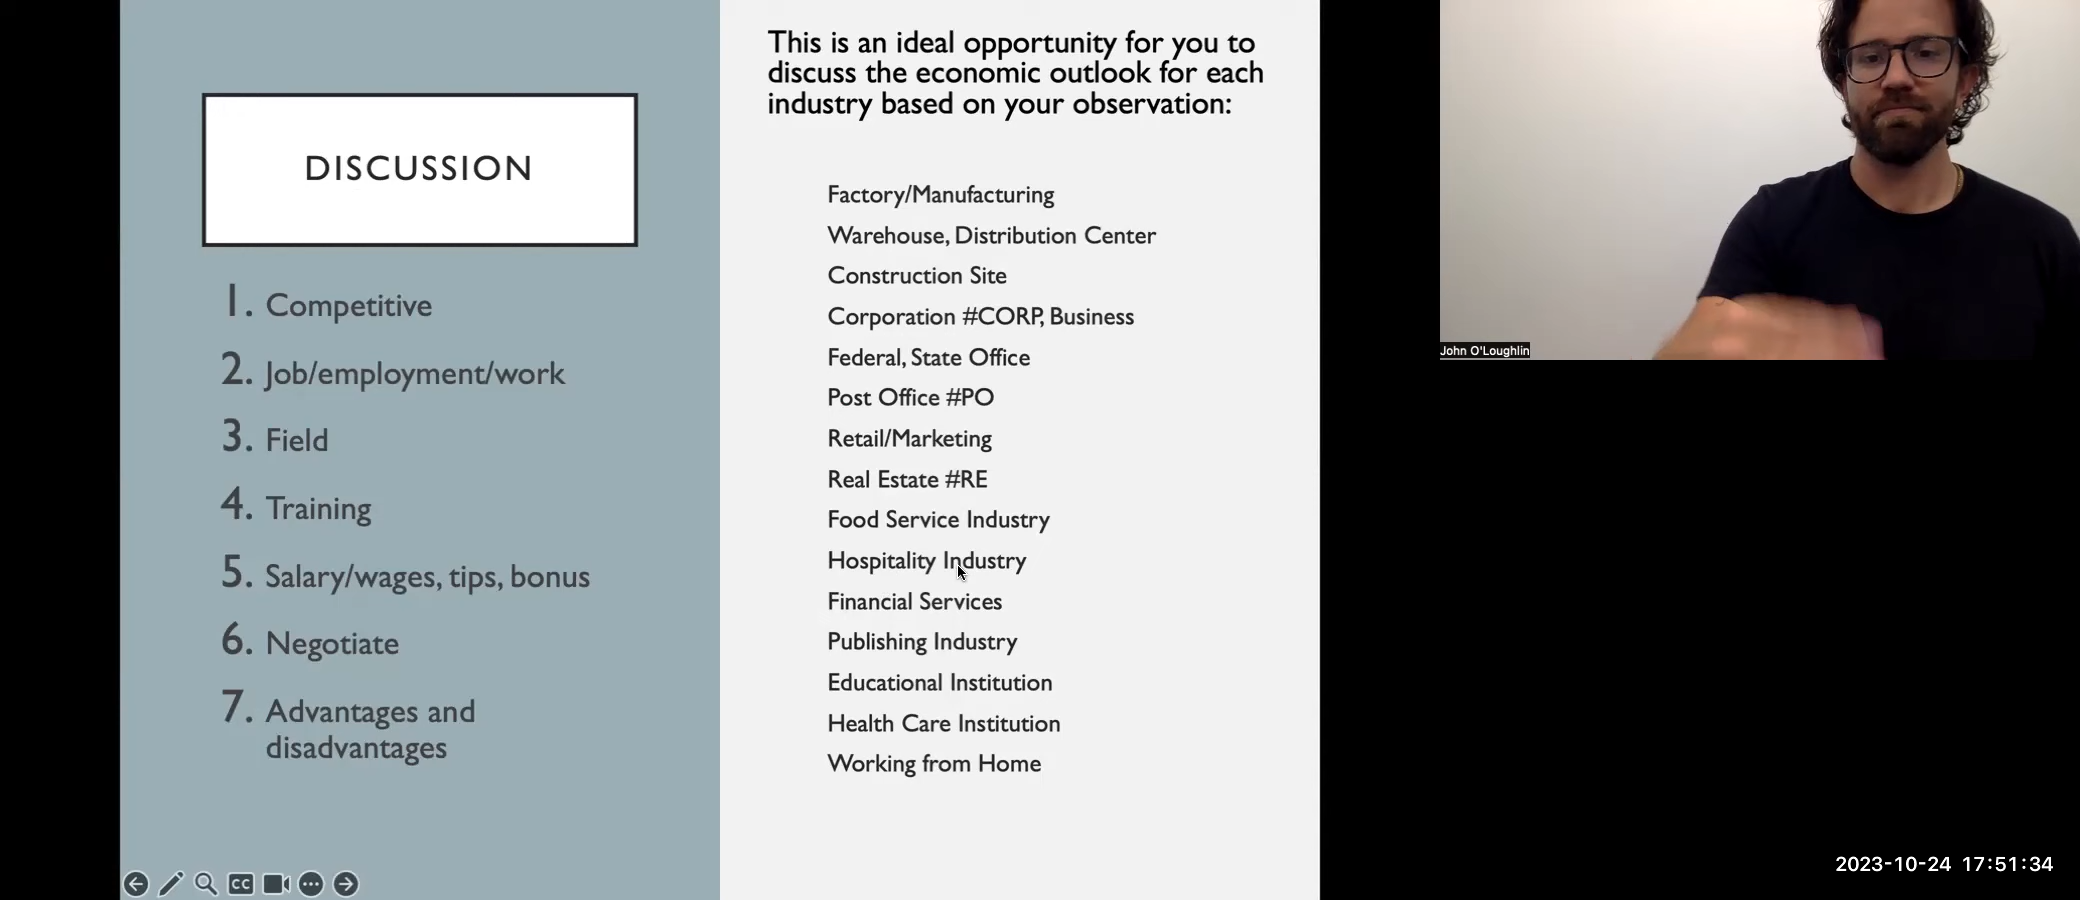 DISCUSSION
1. Competitive
2. Job/employment/work
3. Field
4. Training
5. Salary/wages, tips, bonus
6. Negotiate
7. Advantages and
disadvantages
This is an ideal opportunity for you to
discuss the economic outlook for each
industry based on your observation:
Factory/Manufacturing
Warehouse, Distribution Center
Construction Site
Corporation #CORP, Business
Federal, State Office
Post Office #PO
Retail/Marketing
Real Estate #RE
Food Service Industry
Hospitality Industry
Financial Services
Publishing Industry
Educational Institution
Health Care Institution
Working from Home
CC
John O'Loughlin
2023-10-24 17:51:34